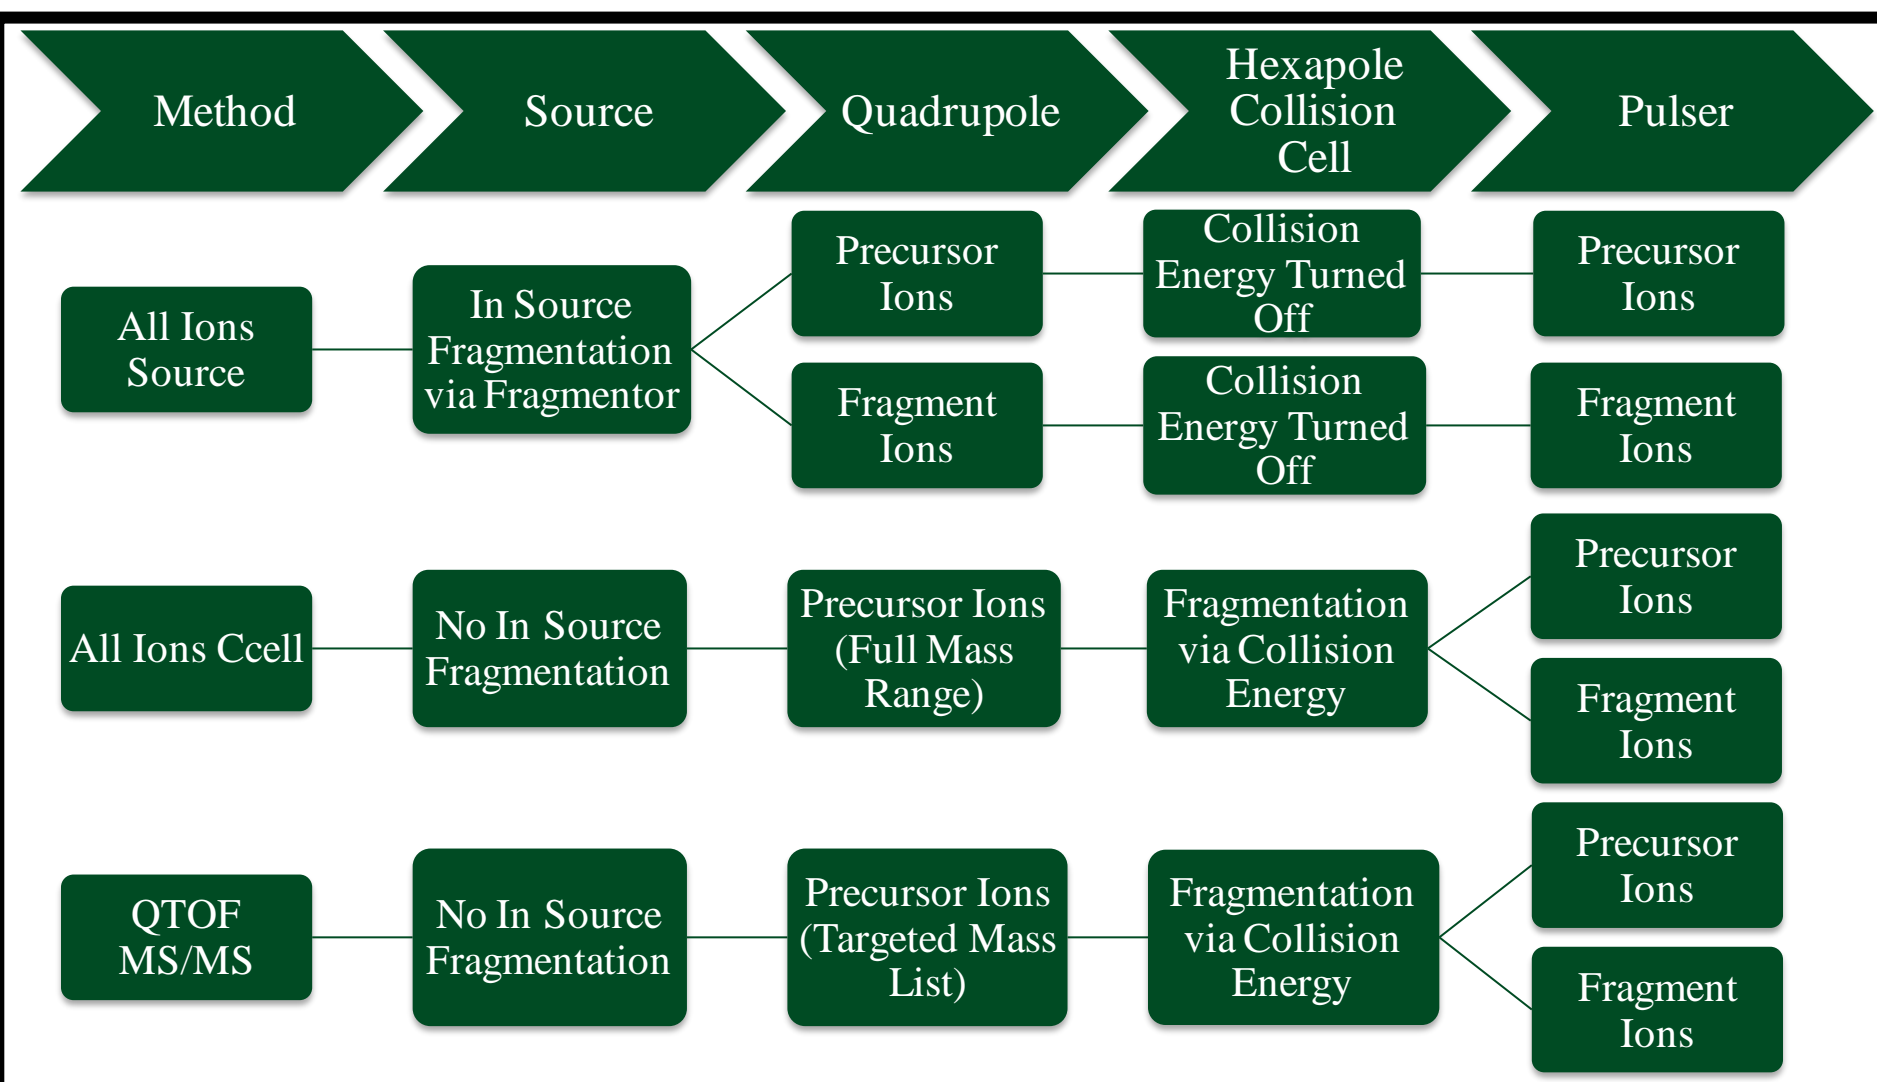 Method
Source
Quadrupole
Hexapole
Collision
Cell
Pulser
All Ions
Source
In Source
Fragmentation
via Fragmentor
Precursor
Ions
Collision
Energy Turned
Off
Precursor
Ions
Fragment
Ions
Collision
Energy Turned
Off
Fragment
Ions
All Ions Ccell
No In Source
Fragmentation
Precursor Ions
(Full Mass
Range)
Fragmentation
via Collision
Energy
Precursor
Ions
Fragment
Ions
QTOF
MS/MS
No In Source
Fragmentation
Precursor Ions
(Targeted Mass
List)
Fragmentation
via Collision
Energy
Precursor
Ions
Fragment
Ions